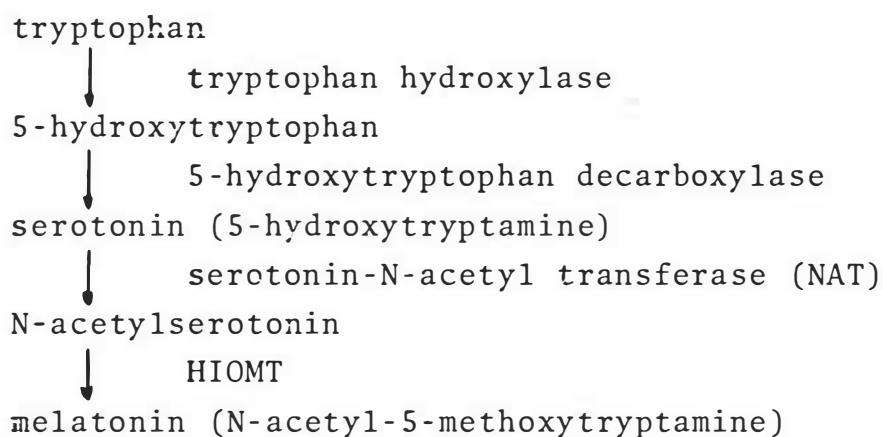 tryptophan
tryptophan hydroxylase
5-hydroxytryptophan
5-hydroxytryptophan decarboxylase
serotonin (5-hydroxytryptamine)
serotonin-N-acetyl transferase (NAT)
N-acetylserotonin
HIOMT
melatonin (N-acetyl-5-methoxytryptamine)